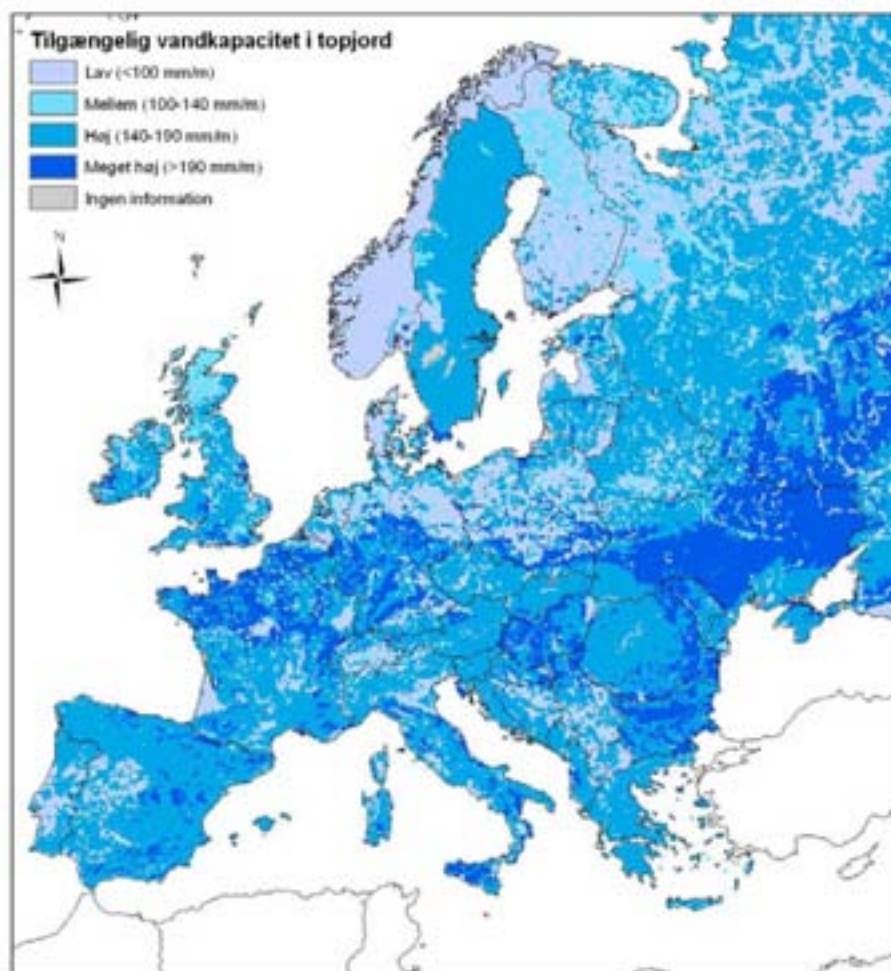 Tilgængelig vandkapacitet i topjord
Lav (<100 mm/m)
Mellem (100-140 mm/m)
Høj (140-190 mm/m)
Meget høj (>190 mm/m)
Ingen information
N